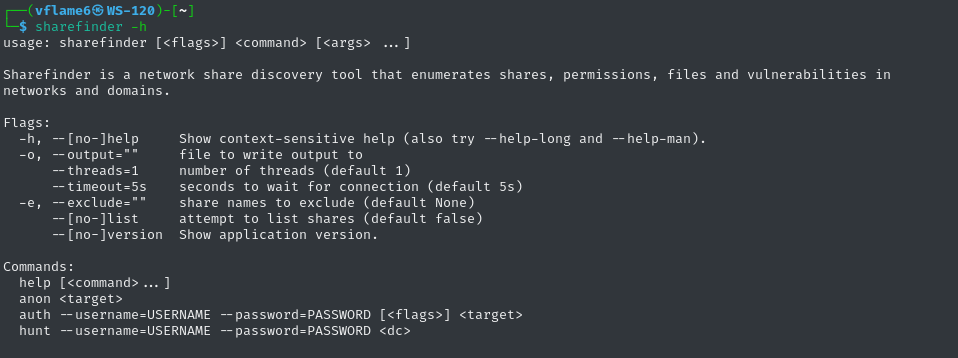 ┌──(vflame6㉿WS-120)-[~]
└─$ sharefinder -h
usage: sharefinder [<flags>] <command> [<args> ...]

Sharefinder is a network share discovery tool that enumerates shares, permissions, files and vulnerabilities in
networks and domains.

Flags:
  -h, --[no-]help     Show context-sensitive help (also try --help-long and --help-man).
  -o, --output=""     file to write output to
      --threads=1     number of threads (default 1)
      --timeout=5s    seconds to wait for connection (default 5s)
  -e, --exclude=""    share names to exclude (default None)
      --[no-]list     attempt to list shares (default false)
      --[no-]version  Show application version.

Commands:
  help [<command>...]
  anon <target>
  auth --username=USERNAME --password=PASSWORD [<flags>] <target>
  hunt --username=USERNAME --password=PASSWORD <dc>